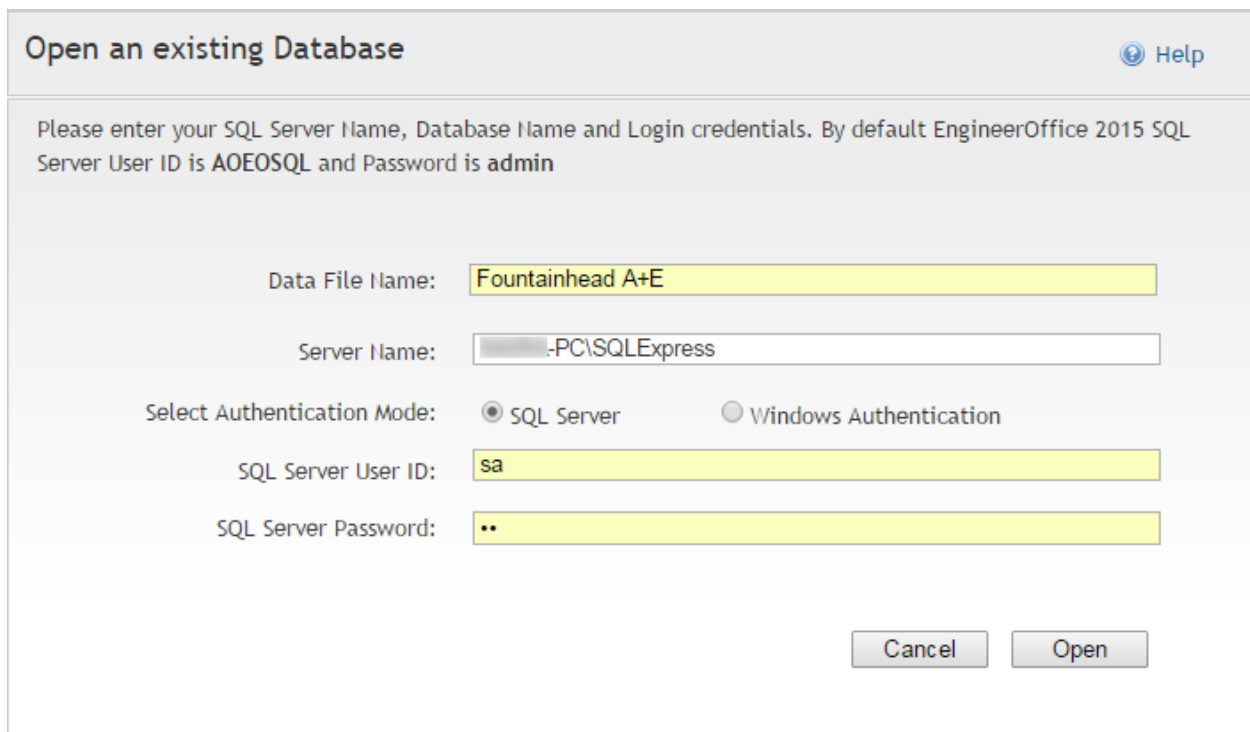 Open an existing Database
Help
Please enter your SQL Server Name, Database Name and Login credentials. By default EngineerOffice 2015 SQL
Server User ID is AOEOSQL and Password is admin
Data File Name: Fountainhead A+E
Server Name: -PC\SQLExpress
Select Authentication Mode: SQL Server Windows Authentication
SQL Server User ID: sa
SQL Server Password: ••
Cancel Open